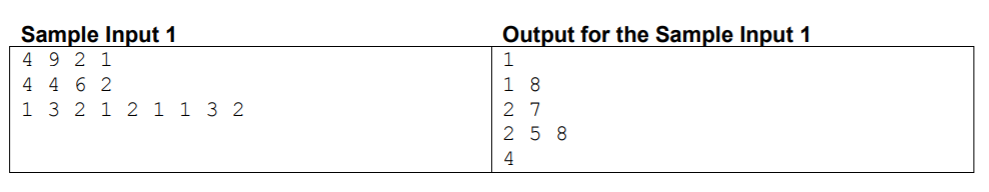 Sample Input 1
Output for the Sample Input 1
4 9 2 1
4 4 6 2
1 3 2 1 2 1 1 3 2
1
1 8
2 7
2 5 8
4